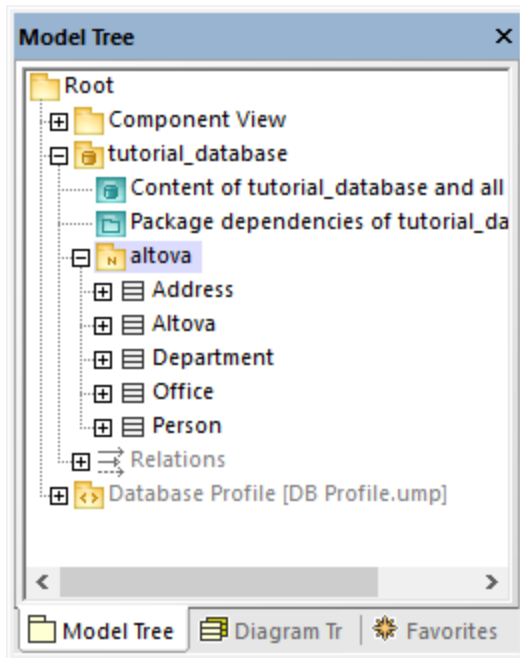 Model Tree
Root
Component View
tutorial_database
Content of tutorial_database and all
Package dependencies of tutorial_da
altova
Address
Altova
Department
Office
Person
Relations
Database Profile [DB Profile.ump]
Model Tree Diagram Tr Favorites